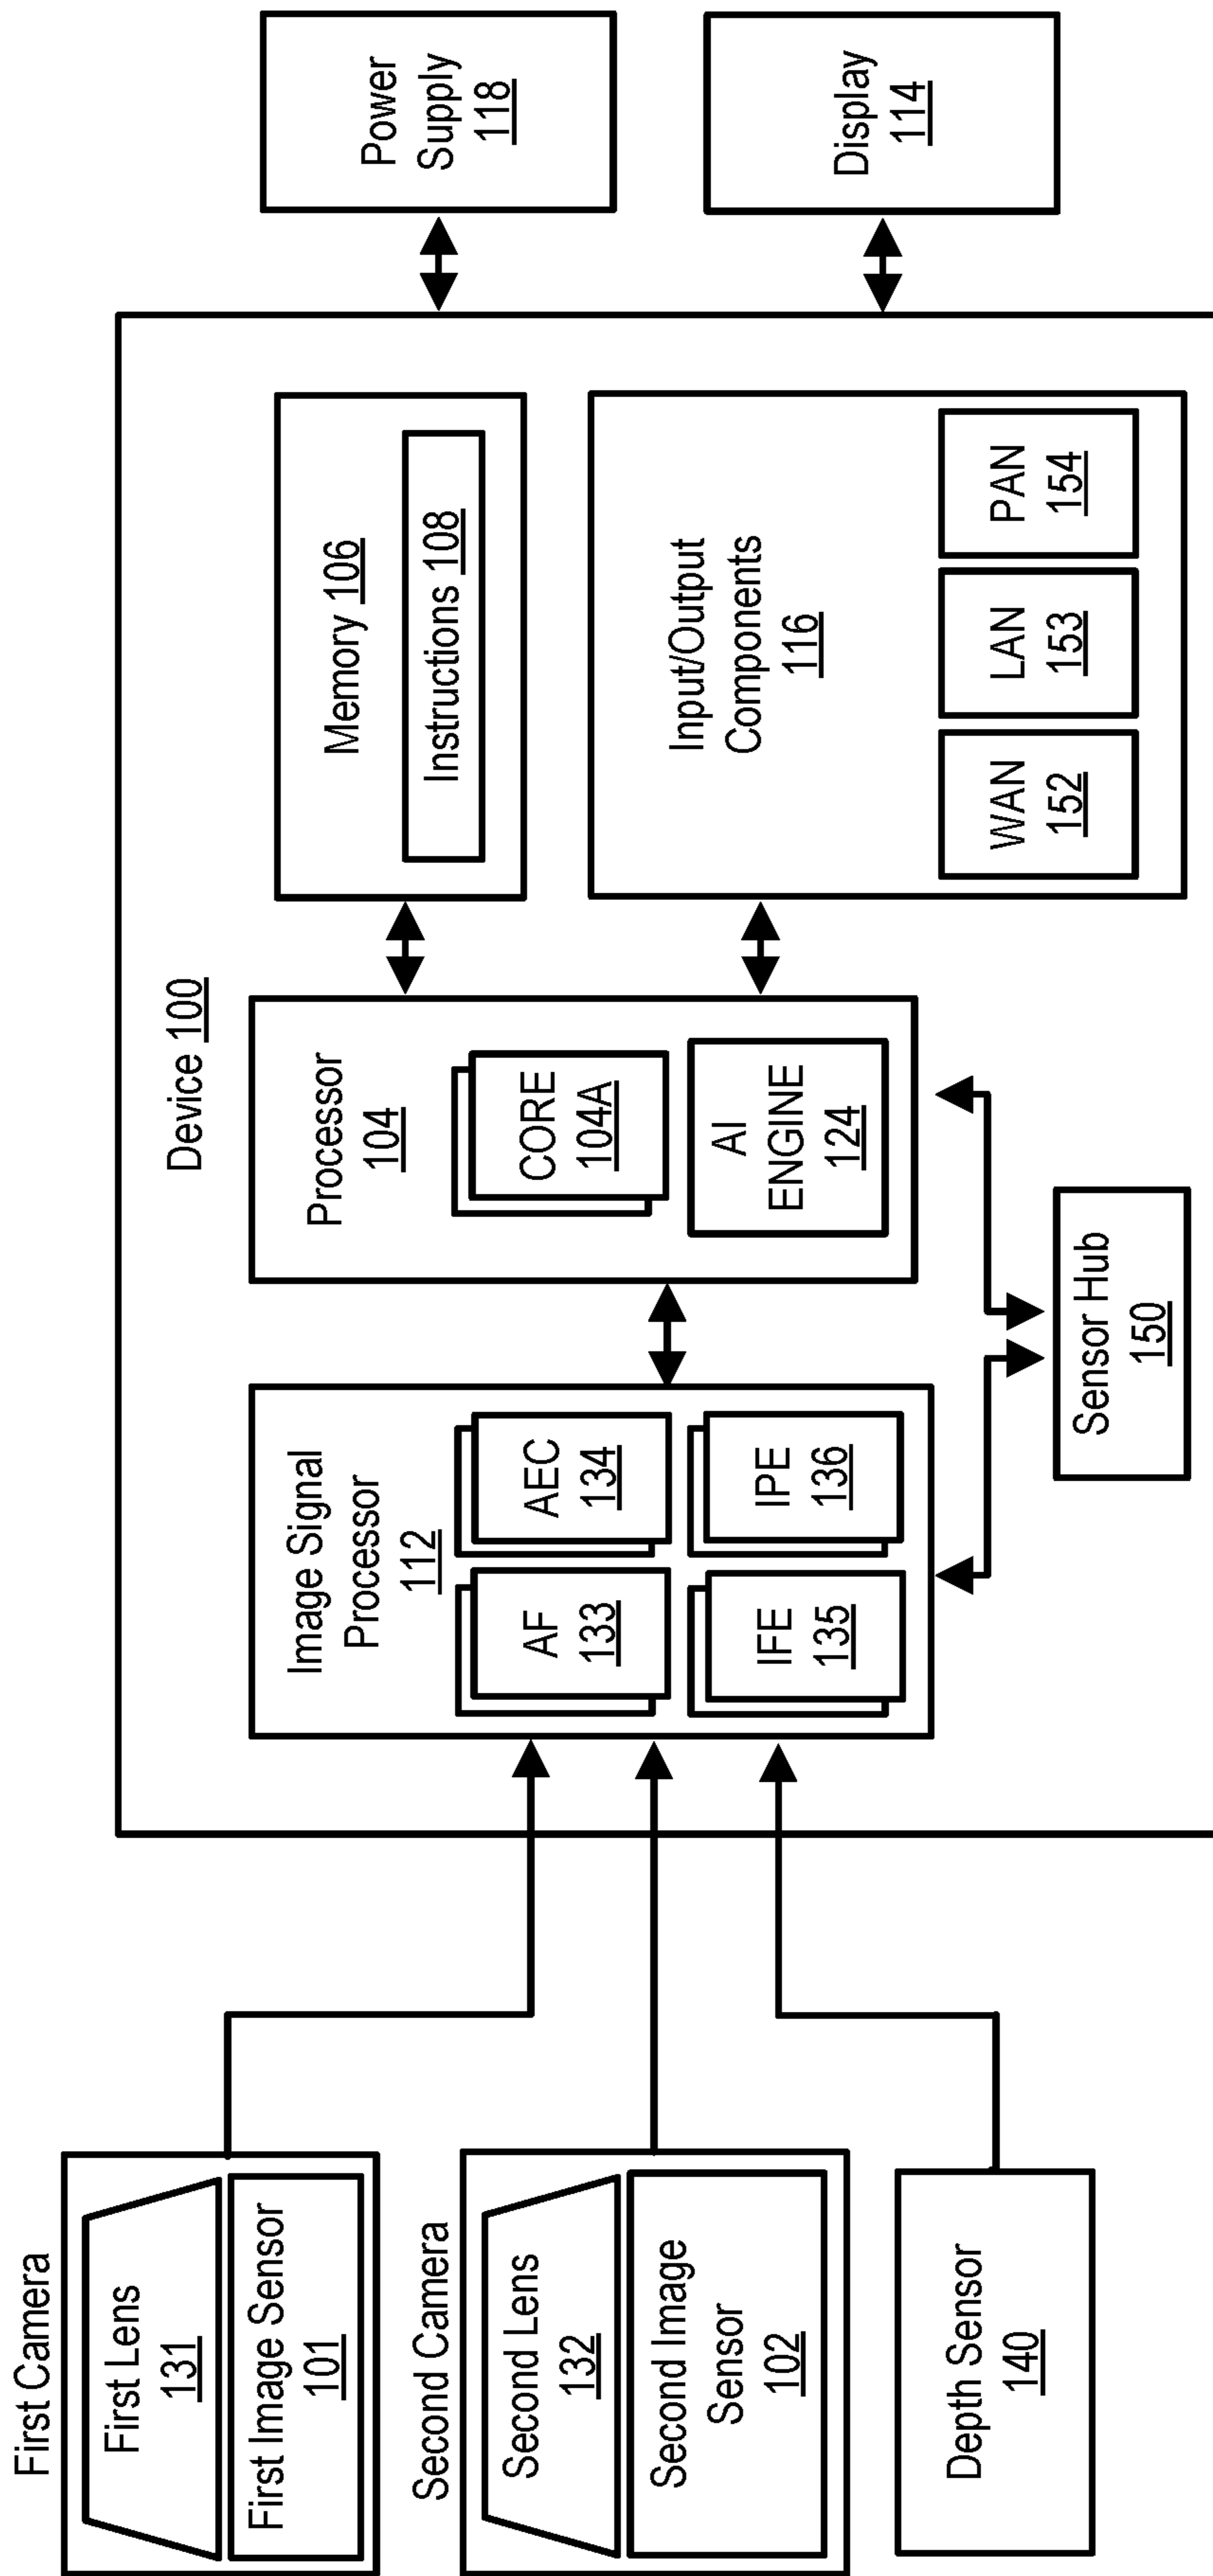 First Camera
First Lens
131
First Image Sensor
101
Second Camera
Second Lens
132
Second Image
Sensor
102
Depth Sensor
140
Device 100
Image Signal
Processor
112
AF
133
AEC
134
IFE
135
IPE
136
Processor
104
CORE
104A
AI
ENGINE
124
Sensor Hub
150
Memory 106
Instructions 108
Input/Output
Components
116
WAN
152
LAN
153
PAN
154
Power
Supply
118
Display
114